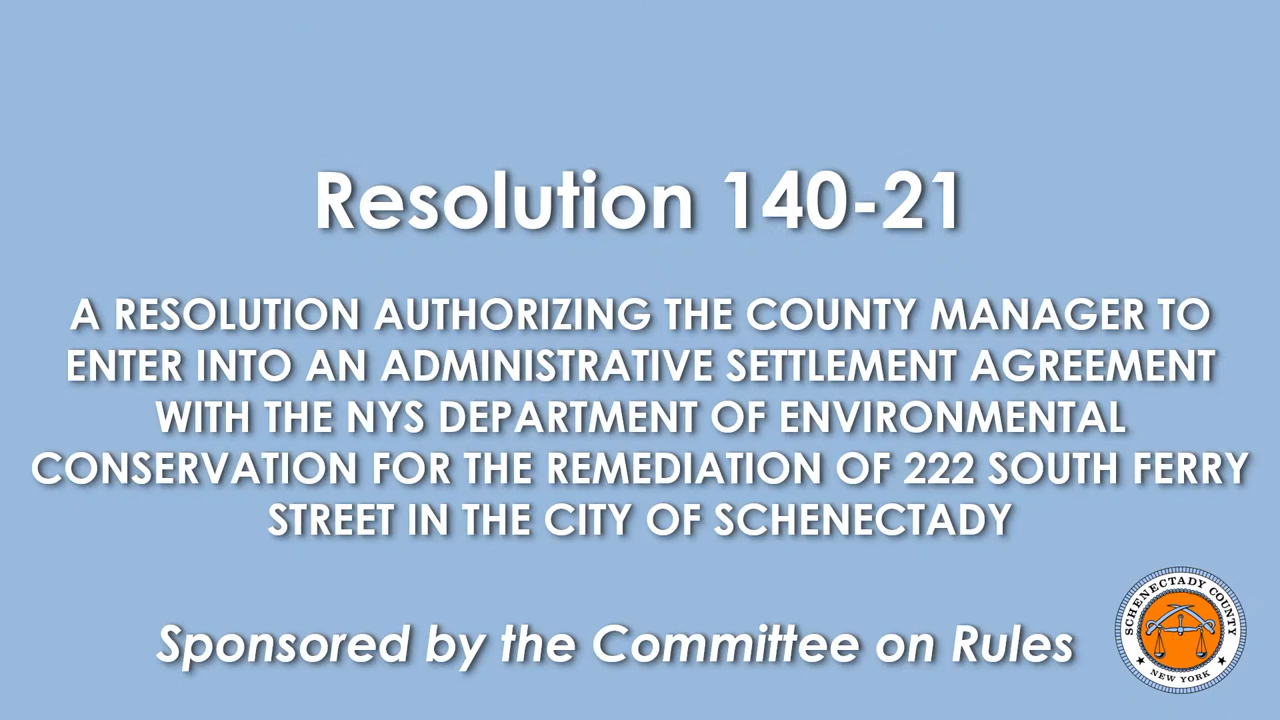 Resolution 140-21
A RESOLUTION AUTHORIZING THE COUNTY MANAGER TO
ENTER INTO AN ADMINISTRATIVE SETTLEMENT AGREEMENT
WITH THE NYS DEPARTMENT OF ENVIRONMENTAL
CONSERVATION FOR THE REMEDIATION OF 222 SOUTH FERRY
STREET IN THE CITY OF SCHENECTADY
Sponsored by the Committee on Rules
SCHENECTADY COUNTY
NEW YORK